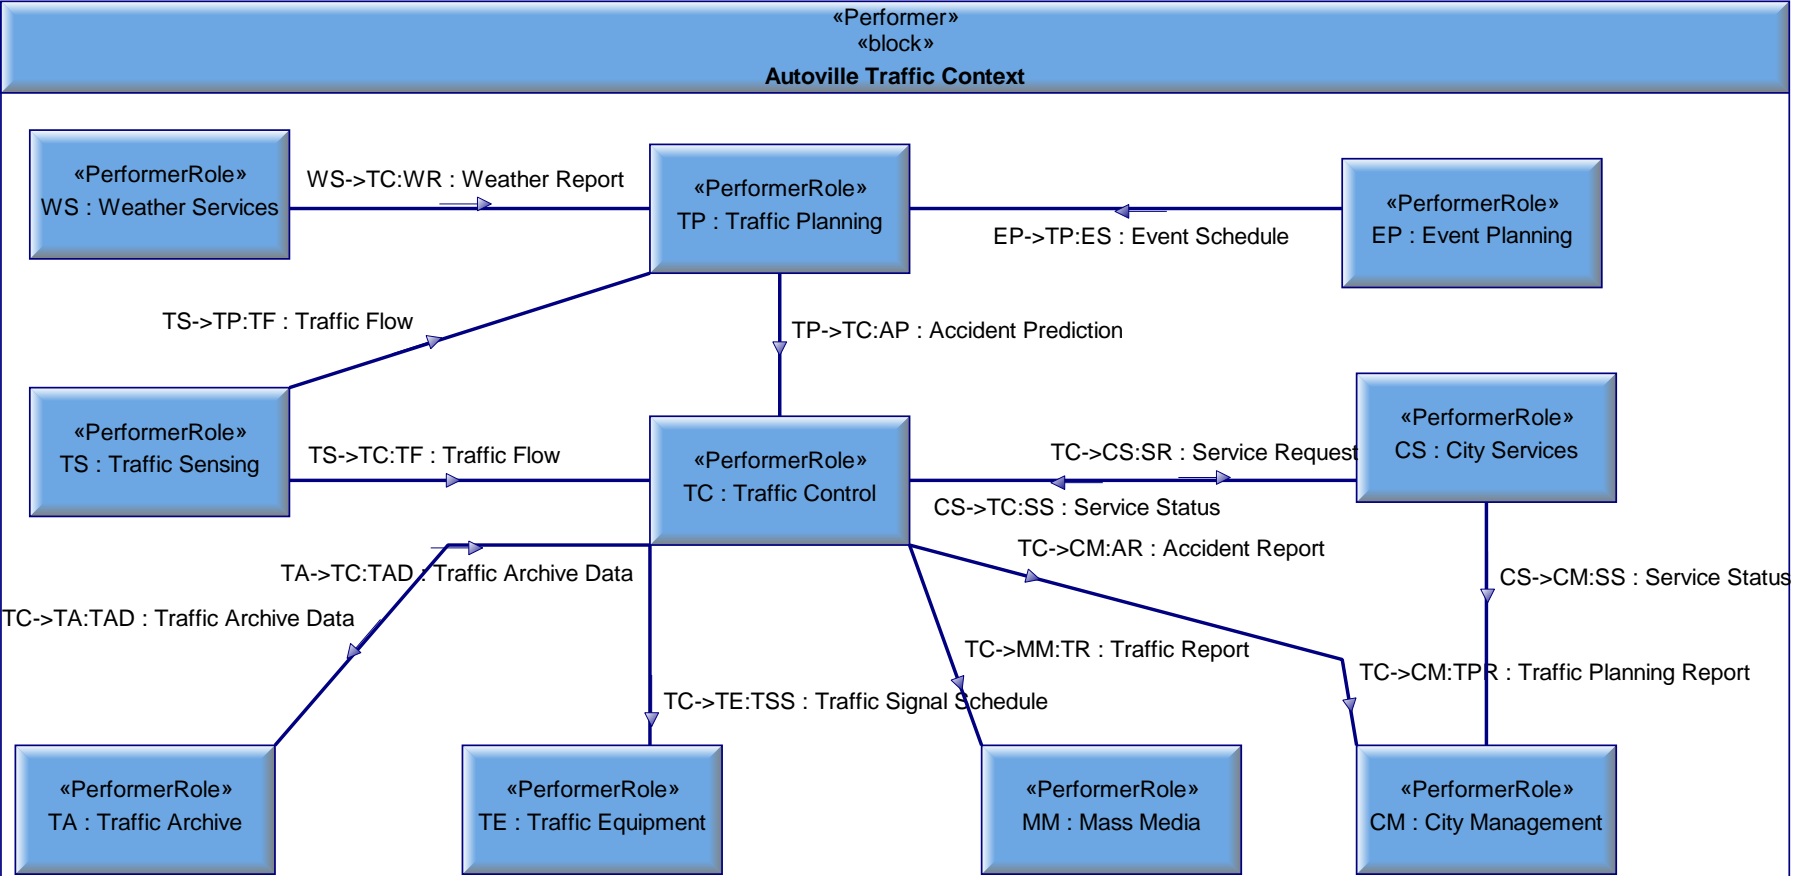 «Performer»
«block»
Autoville Traffic Context
«PerformerRole»
WS : Weather Services
WS->TC:WR : Weather Report
«PerformerRole»
TP : Traffic Planning
«PerformerRole»
EP : Event Planning
EP->TP:ES : Event Schedule
TS->TP:TF : Traffic Flow
TP->TC:AP : Accident Prediction
«PerformerRole»
TS : Traffic Sensing
TS->TC:TF : Traffic Flow
«PerformerRole»
TC : Traffic Control
TC->CS:SR : Service Request
CS->TC:SS : Service Status
«PerformerRole»
CS : City Services
TA->TC:TAD : Traffic Archive Data
TC->CM:AR : Accident Report
CS->CM:SS : Service Status
TC->TA:TAD : Traffic Archive Data
TC->MM:TR : Traffic Report
TC->CM:TPR : Traffic Planning Report
TC->TE:TSS : Traffic Signal Schedule
«PerformerRole»
TA : Traffic Archive
«PerformerRole»
TE : Traffic Equipment
«PerformerRole»
MM : Mass Media
«PerformerRole»
CM : City Management